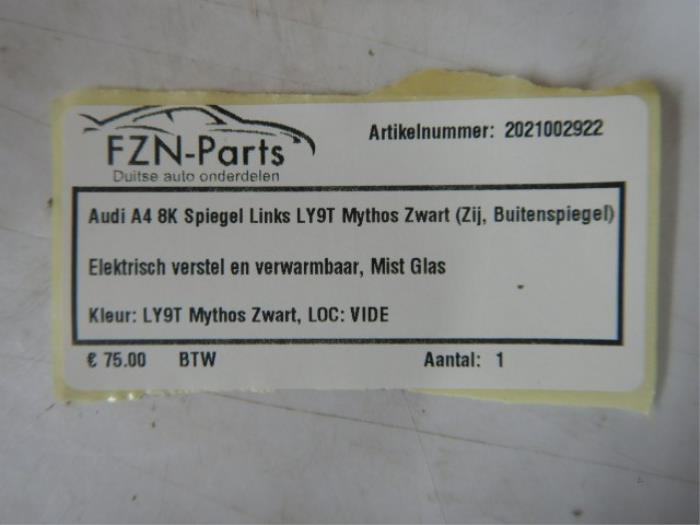 Artikelnummer: 2021002922
FZN-Parts
Duitse auto onderdelen
Audi A4 8K Spiegel Links LY9T Mythos Zwart (Zij, Buitenspiegel)
Elektrisch verstel en verwarmbaar, Mist Glas
Kleur: LY9T Mythos Zwart, LOC: VIDE
€ 75.00 BTW Aantal: 1